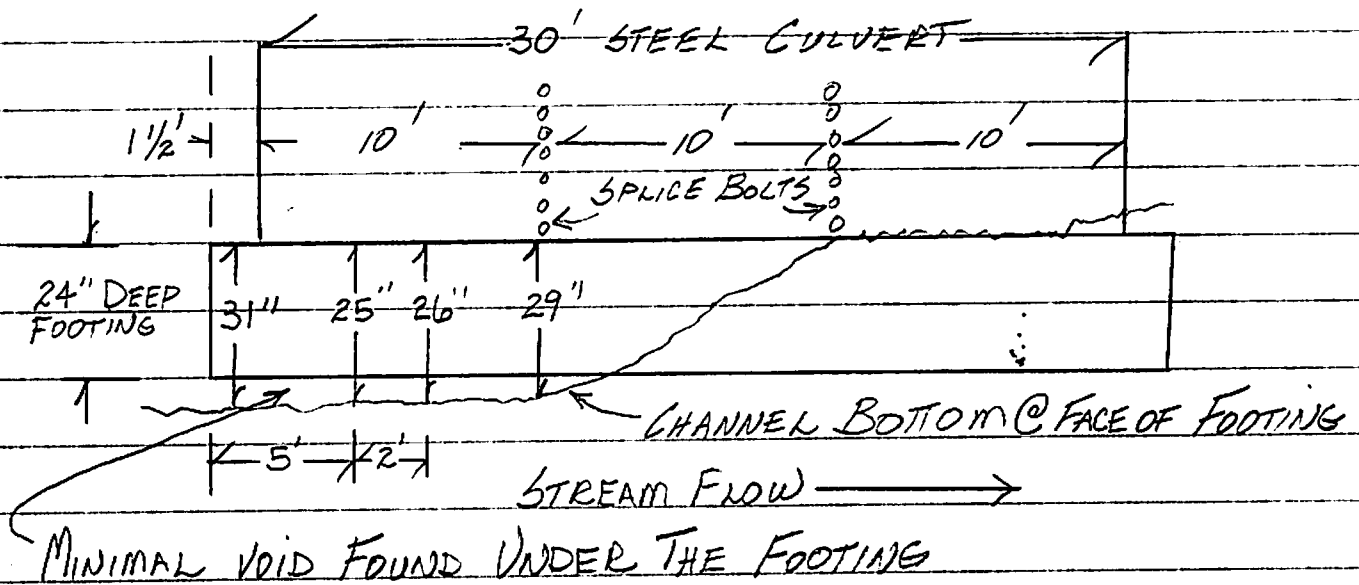 30' STEEL CULVERT
1½' 10' 10' 10'
SPLICE BOLTS
24" DEEP
FOOTING
31" 25" 26" 29"
CHANNEL BOTTOM @ FACE OF FOOTING
5' 2'
STREAM FLOW
MINIMAL VOID FOUND UNDER THE FOOTING